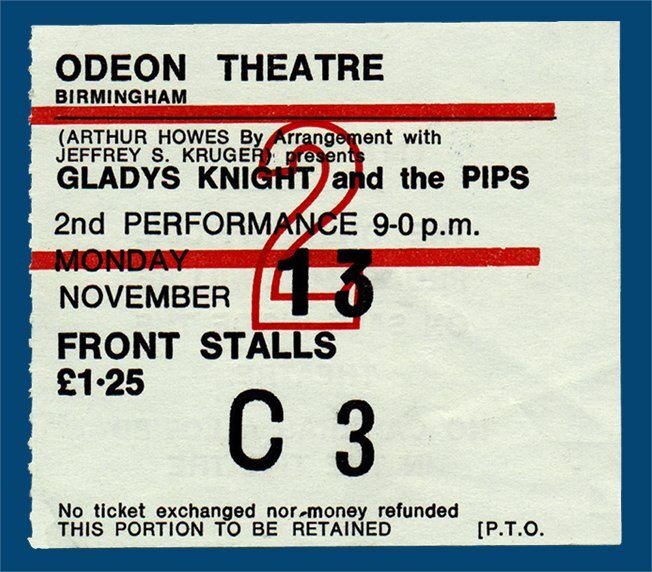 ODEON THEATRE
BIRMINGHAM
(ARTHUR HOWES By Arrangement with
JEFFREY S. KRUGER) presents
GLADYS KNIGHT and the PIPS
2nd PERFORMANCE 9-0 p.m.
2
MONDAY
NOVEMBER 13
FRONT STALLS
£1·25
C 3
No ticket exchanged nor money refunded
THIS PORTION TO BE RETAINED [P.T.O.